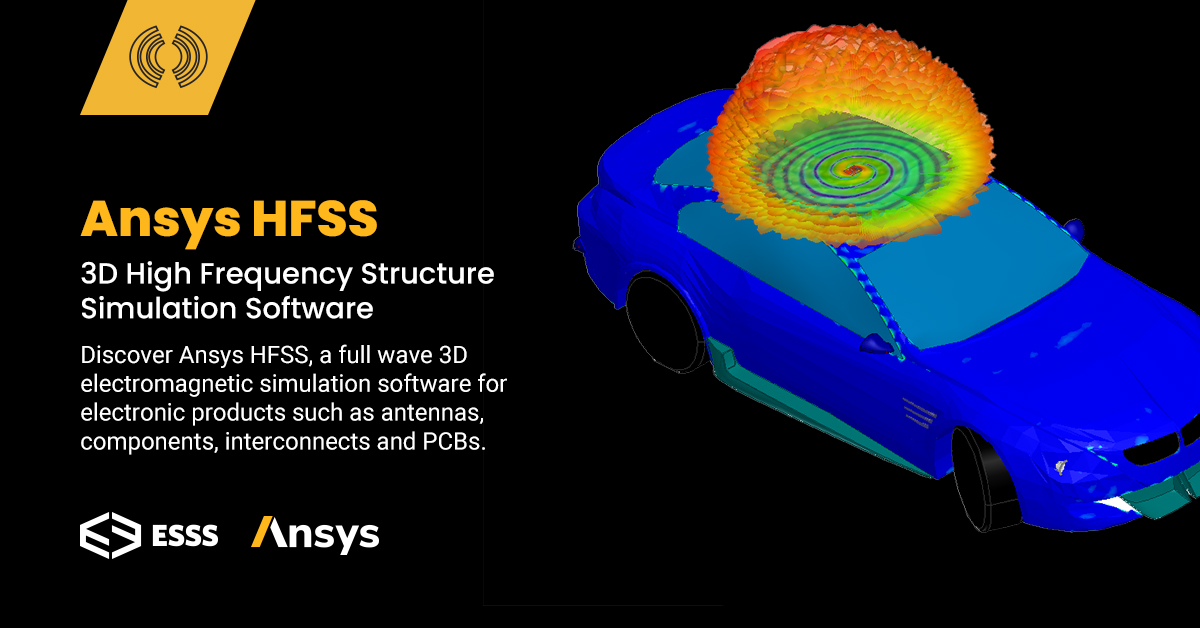 Ansys HFSS
3D High Frequency Structure
Simulation Software
Discover Ansys HFSS, a full wave 3D
electromagnetic simulation software for
electronic products such as antennas,
components, interconnects and PCBs.
ESSS Ansys